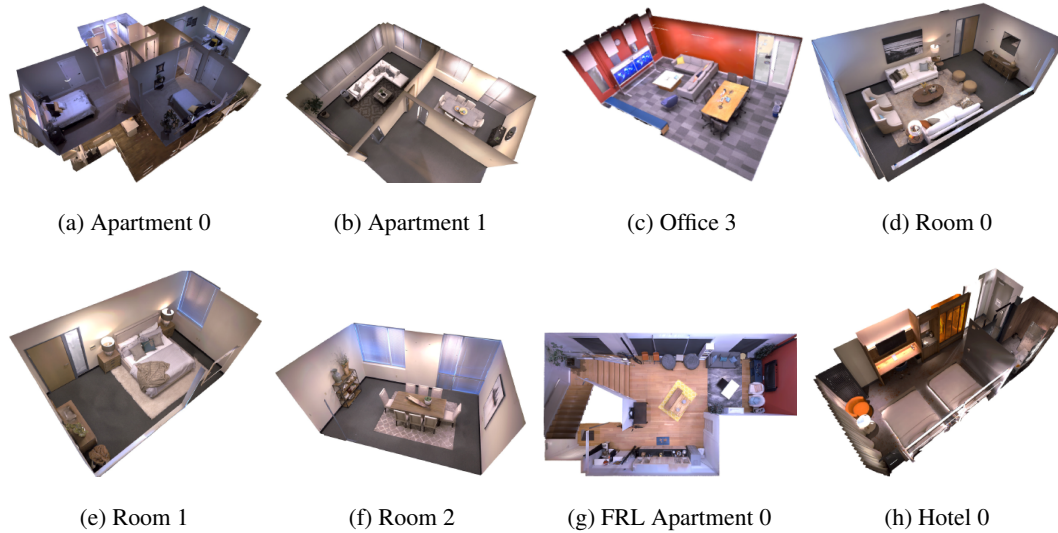 (a) Apartment 0
(b) Apartment 1
(c) Office 3
(d) Room 0
(e) Room 1
(f) Room 2
(g) FRL Apartment 0
(h) Hotel 0